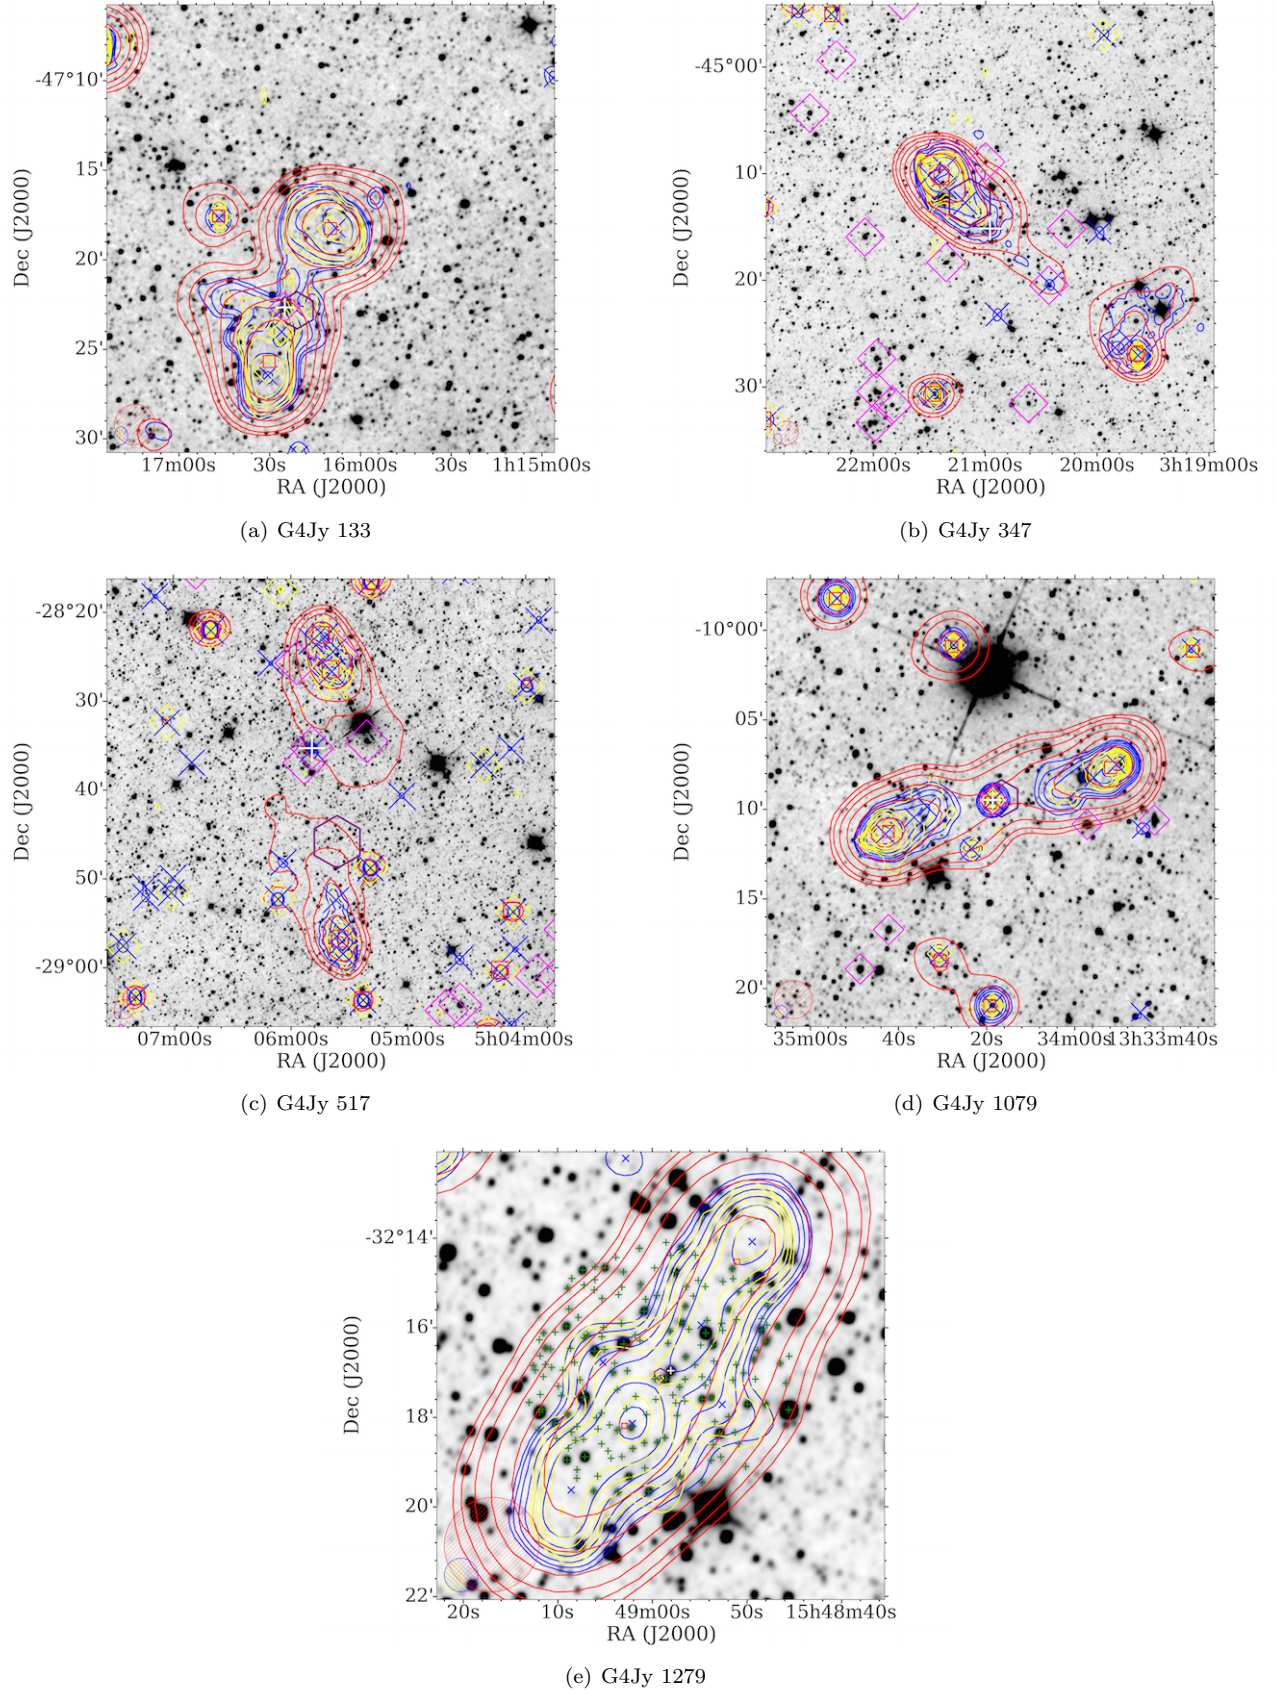 -47°10'
15'
20'
25'
30'
Dec (J2000)
17m00s 30s 16m00s 30s 1h15m00s
RA (J2000)
(a) G4Jy 133
-45°00'
10'
20'
30'
Dec (J2000)
22m00s 21m00s 20m00s 3h19m00s
RA (J2000)
(b) G4Jy 347
-28°20'
30'
40'
50'
-29°00'
Dec (J2000)
07m00s 06m00s 05m00s 5h04m00s
RA (J2000)
(c) G4Jy 517
-10°00'
05'
10'
15'
20'
Dec (J2000)
35m00s 40s 20s 34m00s 13h33m40s
RA (J2000)
(d) G4Jy 1079
-32°14'
16'
18'
20'
22'
Dec (J2000)
20s 10s 49m00s 50s 15h48m40s
RA (J2000)
(e) G4Jy 1279